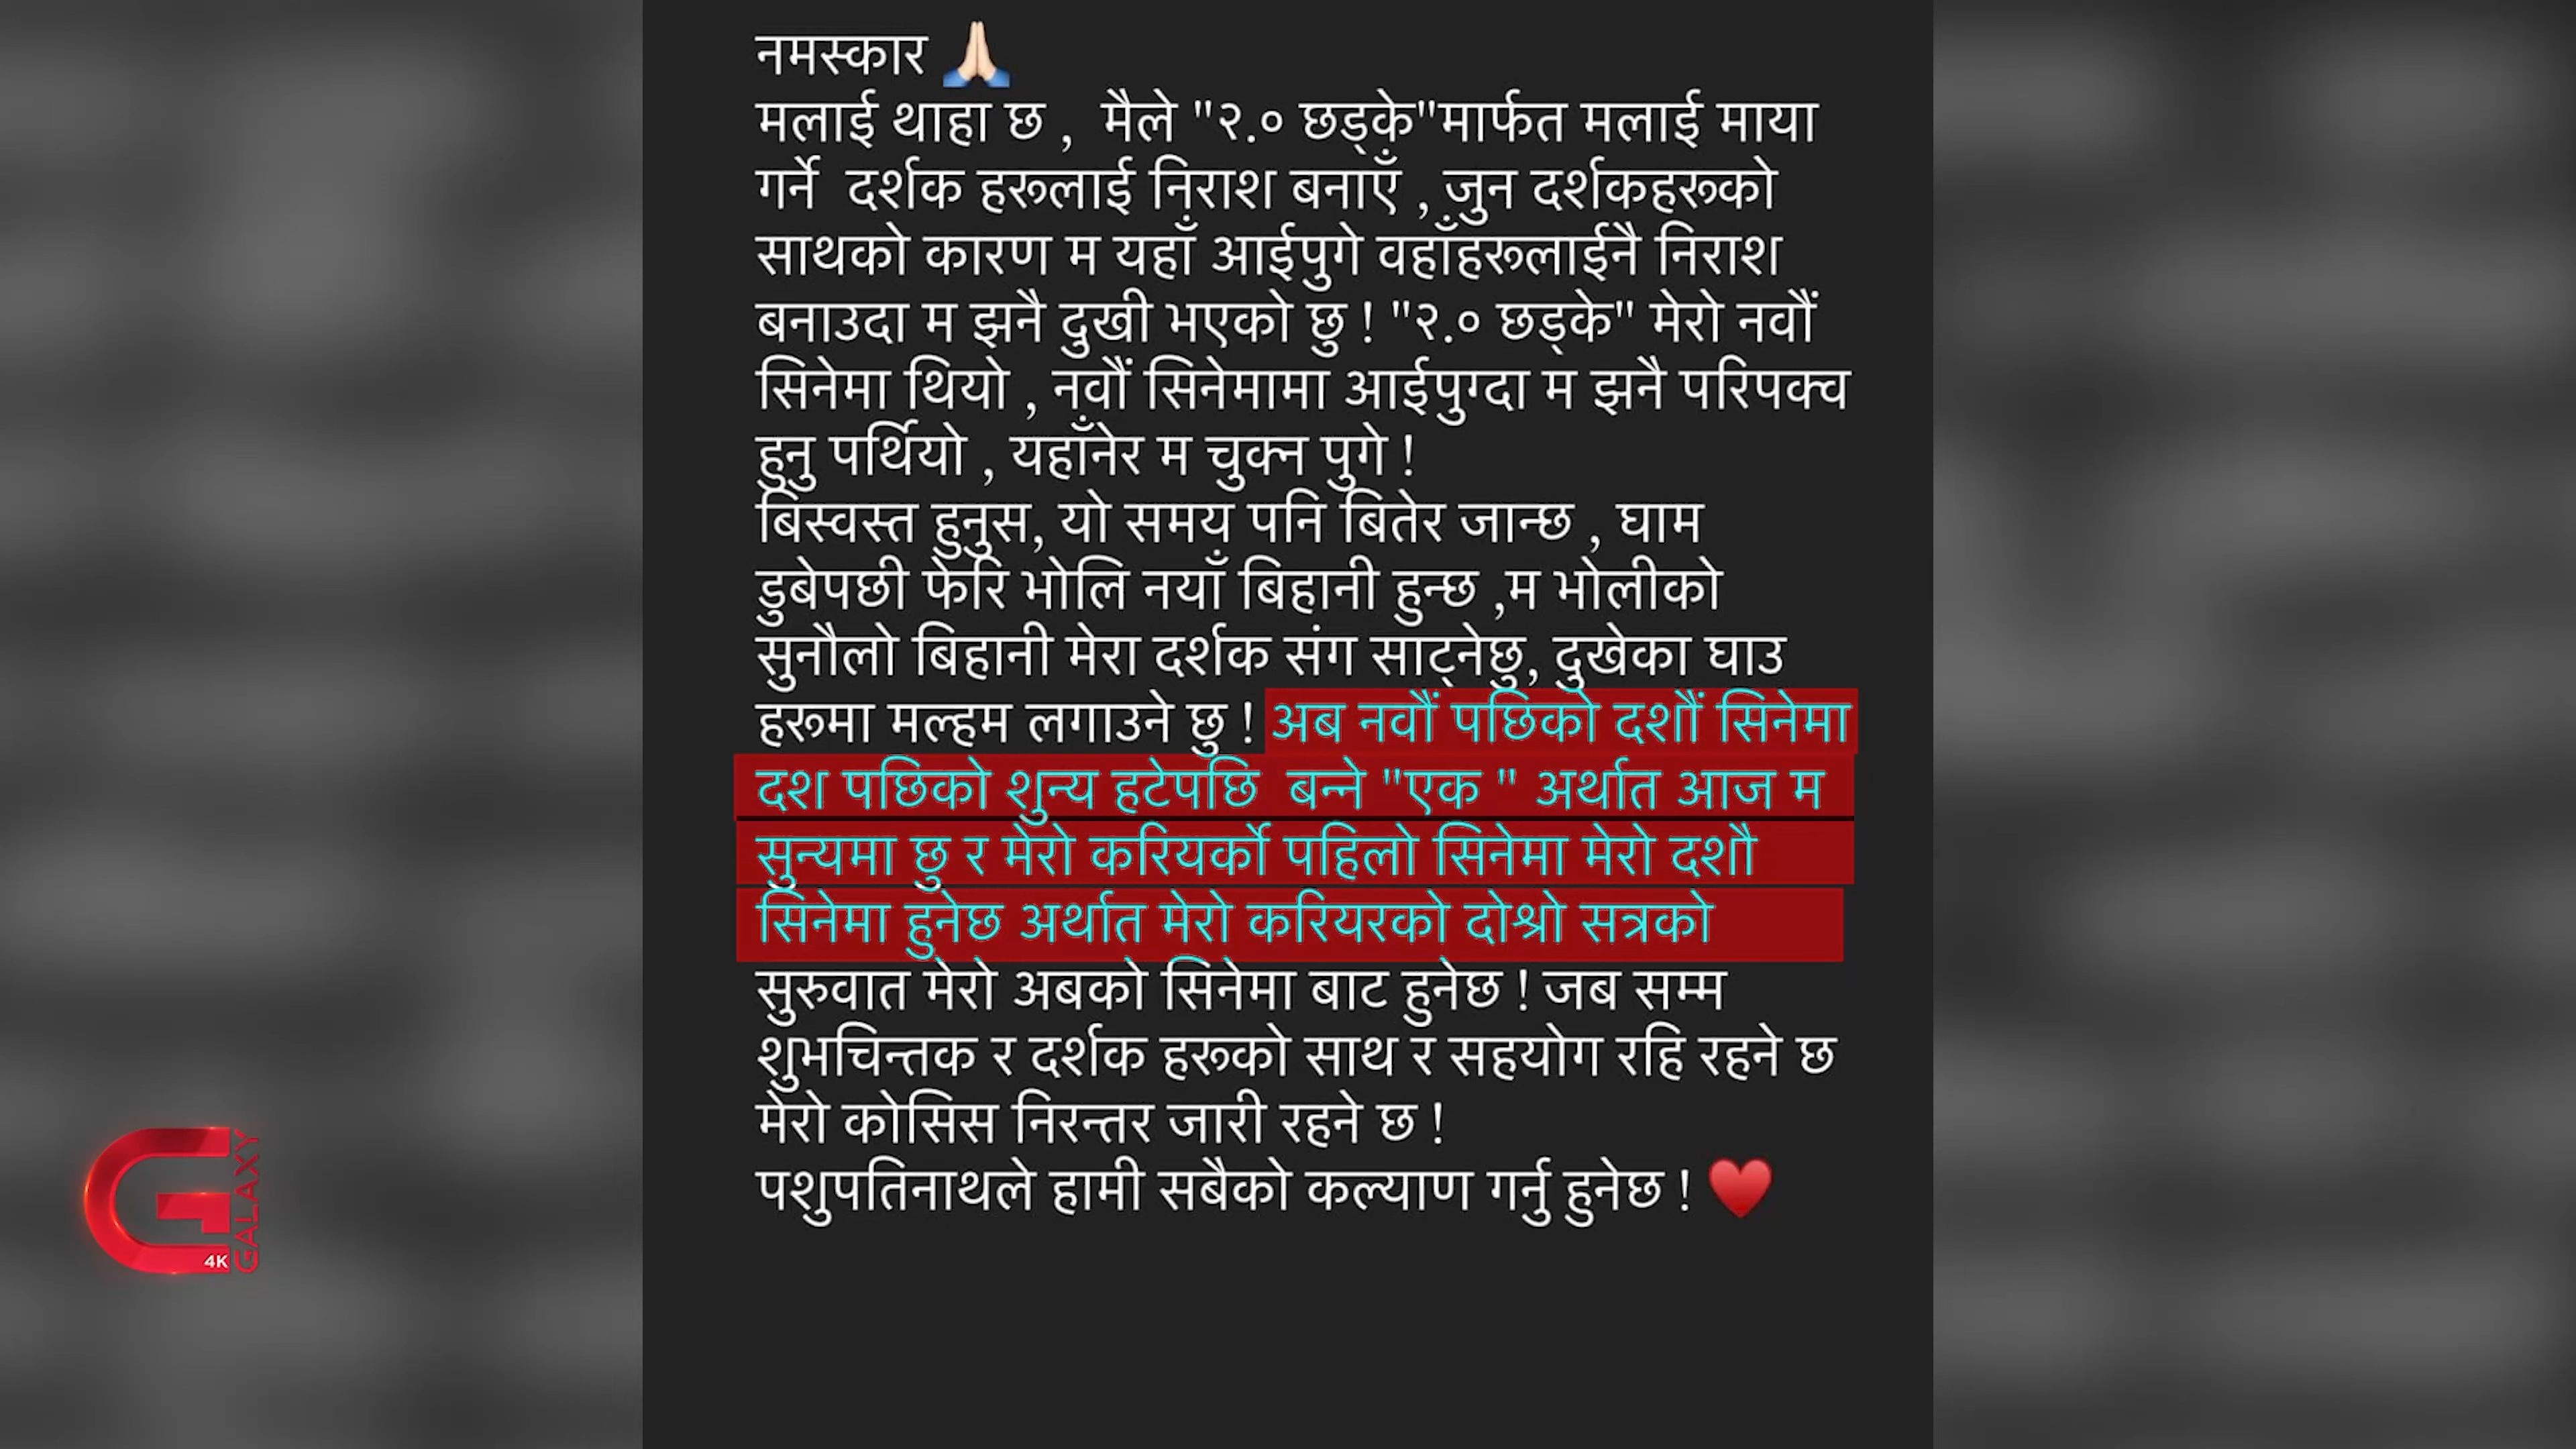 नमस्कार 🙏🏻
मलाई थाहा छ , मैले "२.० छड्के"मार्फत मलाई माया
गर्ने दर्शक हरूलाई निराश बनाएँ , जुन दर्शकहरूको
साथको कारण म यहाँ आईपुगे वहाँहरूलाईनै निराश
बनाउदा म झनै दुखी भएको छु ! "२.० छड्के" मेरो नवौं
सिनेमा थियो , नवौं सिनेमामा आईपुग्दा म झनै परिपक्व
हुनु पर्थियो , यहाँनेर म चुक्न पुगे !
बिस्वस्त हुनुस, यो समय पनि बितेर जान्छ , घाम
डुबेपछी फेरि भोलि नयाँ बिहानी हुन्छ ,म भोलीको
सुनौलो बिहानी मेरा दर्शक संग साट्नेछु, दुखेका घाउ
हरूमा मल्हम लगाउने छु ! अब नवौं पछिको दशौं सिनेमा
दश पछिको शुन्य हटेपछि बन्ने "एक " अर्थात आज म
सुन्यमा छु र मेरो करियर्को पहिलो सिनेमा मेरो दशौ
सिनेमा हुनेछ अर्थात मेरो करियरको दोश्रो सत्रको
सुरुवात मेरो अबको सिनेमा बाट हुनेछ ! जब सम्म
शुभचिन्तक र दर्शक हरूको साथ र सहयोग रहि रहने छ
मेरो कोसिस निरन्तर जारी रहने छ !
पशुपतिनाथले हामी सबैको कल्याण गर्नु हुनेछ ! ❤️
GALAXY
4K